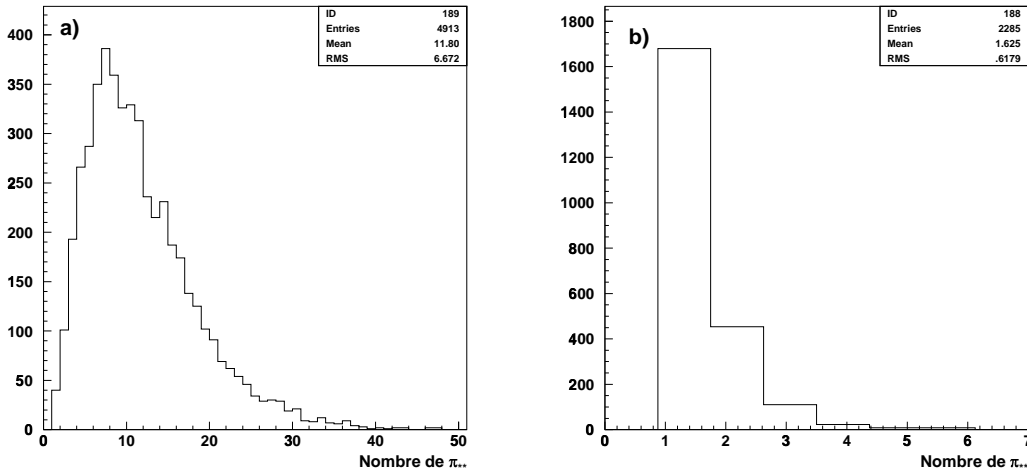 a)
ID 189
Entries 4913
Mean 11.80
RMS 6.672
400
350
300
250
200
150
100
50
0
0 10 20 30 40 50
Nombre de π**
b)
ID 188
Entries 2285
Mean 1.625
RMS .6179
1800
1600
1400
1200
1000
800
600
400
200
0
0 1 2 3 4 5 6 7
Nombre de π**